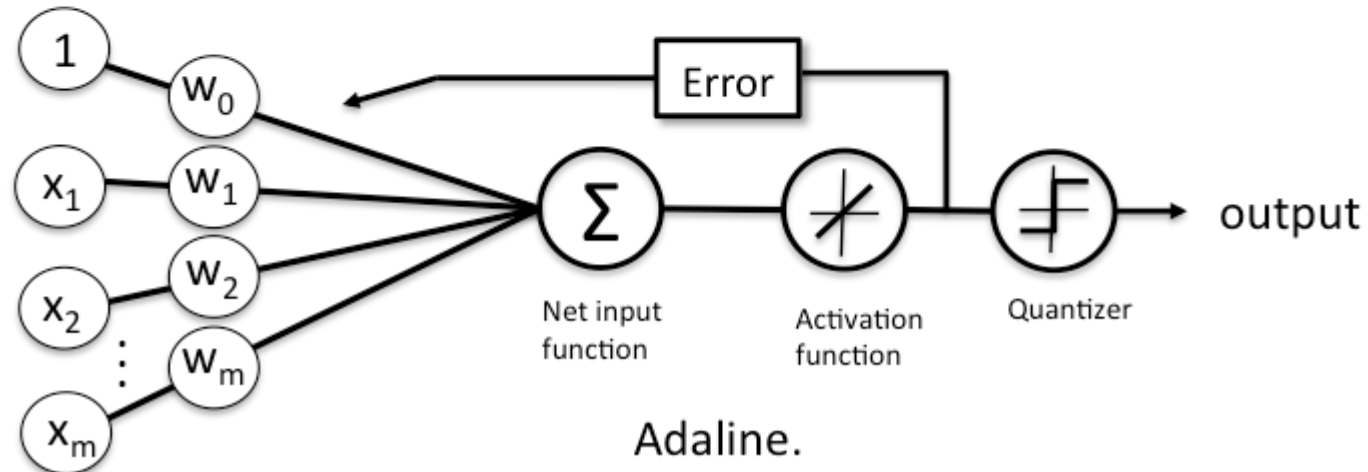 1
w₀
Error
x₁
w₁
Σ
output
x₂
w₂
Net input
function
Activation
function
Quantizer
⋮
wₘ
xₘ
Adaline.